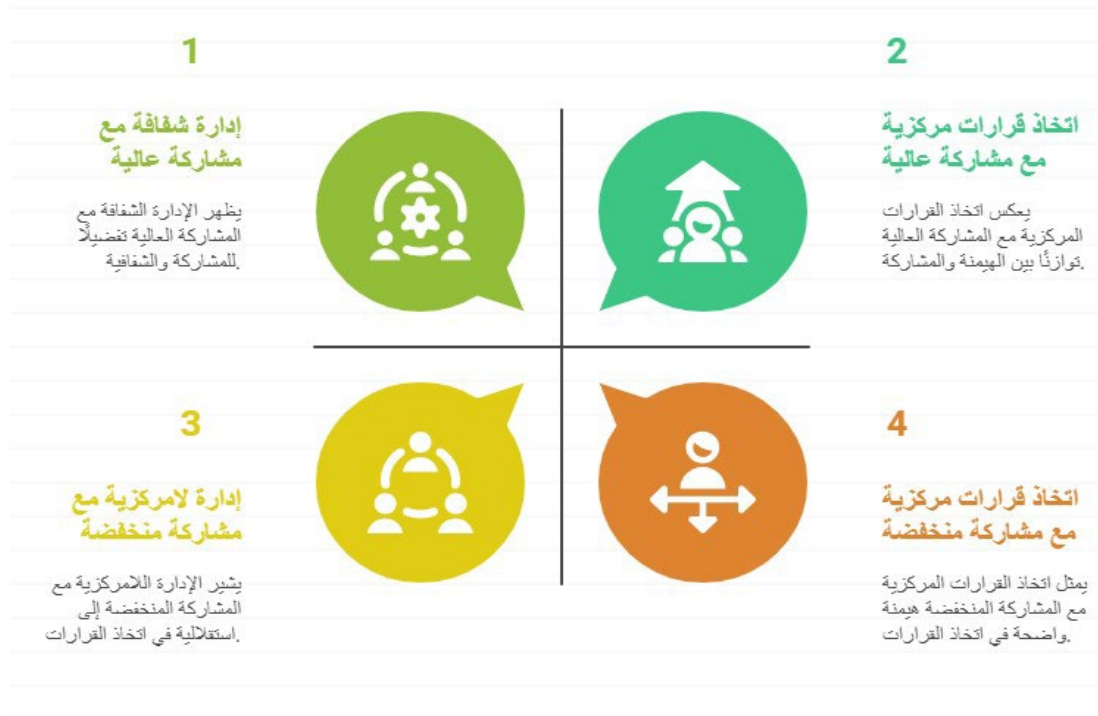 1
إدارة شفافة مع
مشاركة عالية
يظهر الإدارة الشفافة مع
المشاركة العالية تفضيلًا
للمشاركة والشفافية.
2
اتخاذ قرارات مركزية
مع مشاركة عالية
يعكس اتخاذ القرارات
المركزية مع المشاركة العالية
توازنًا بين الهيمنة والمشاركة.
3
إدارة لامركزية مع
مشاركة منخفضة
يشير الإدارة اللامركزية مع
المشاركة المنخفضة إلى
استقلالية في اتخاذ القرارات.
4
اتخاذ قرارات مركزية
مع مشاركة منخفضة
يمثل اتخاذ القرارات المركزية
مع المشاركة المنخفضة هيمنة
واضحة في اتخاذ القرارات.